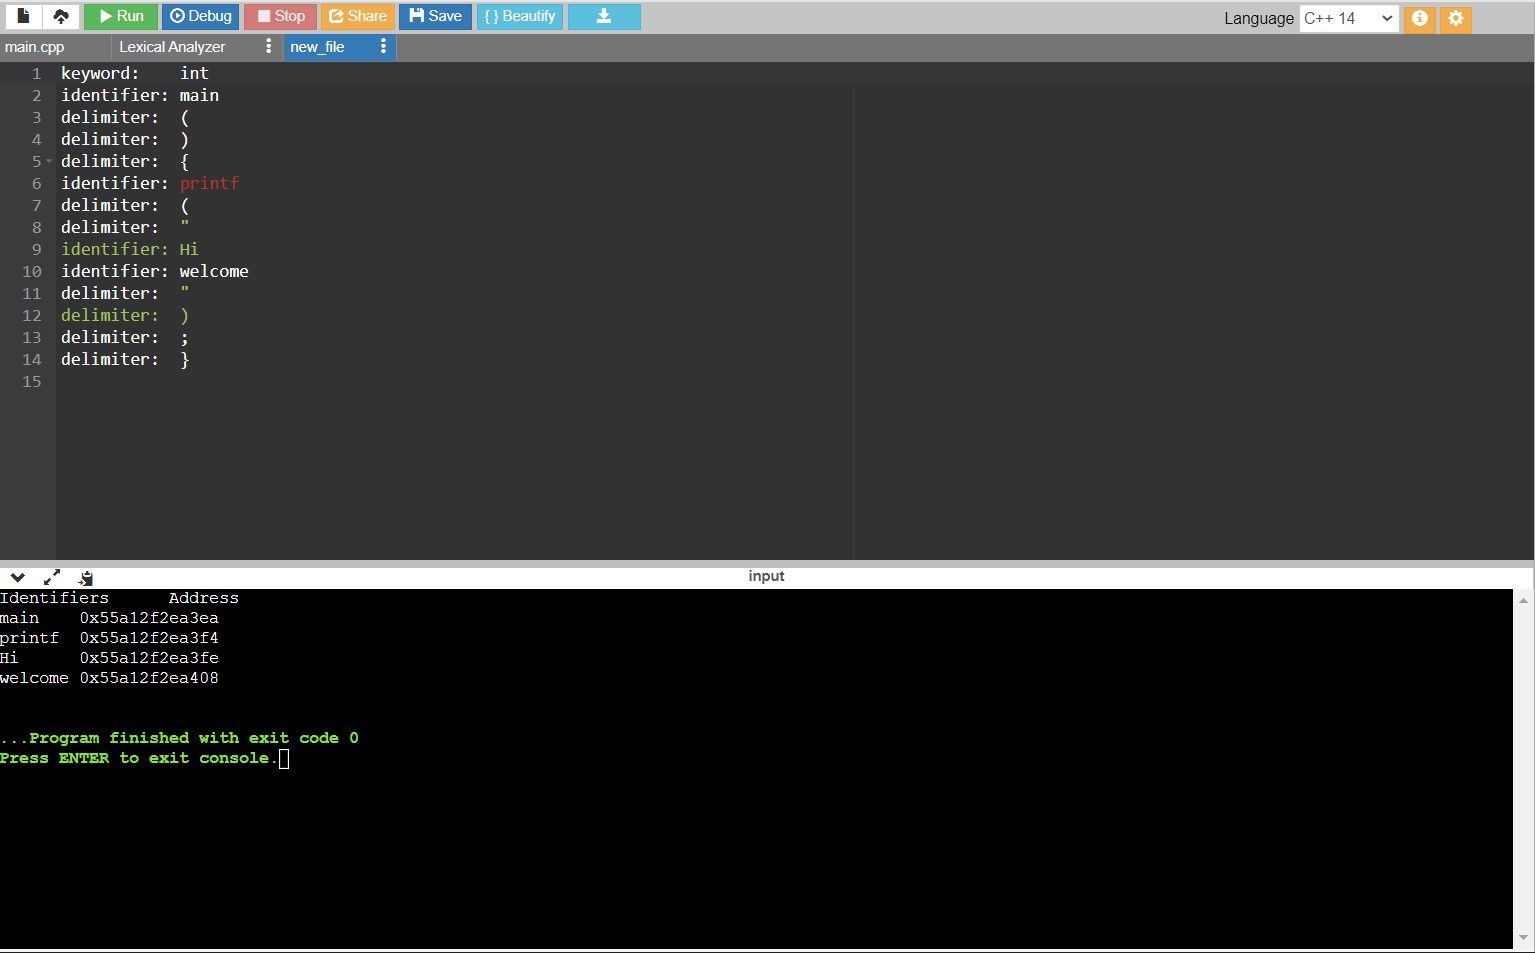 Run Debug Stop Share Save { } Beautify Language C++ 14
main.cpp Lexical Analyzer new_file
1 keyword: int
2 identifier: main
3 delimiter: (
4 delimiter: )
5 delimiter: {
6 identifier: printf
7 delimiter: (
8 delimiter: "
9 identifier: Hi
10 identifier: welcome
11 delimiter: "
12 delimiter: )
13 delimiter: ;
14 delimiter: }
15
input
Identifiers Address
main 0x55a12f2ea3ea
printf 0x55a12f2ea3f4
Hi 0x55a12f2ea3fe
welcome 0x55a12f2ea408
...Program finished with exit code 0
Press ENTER to exit console.